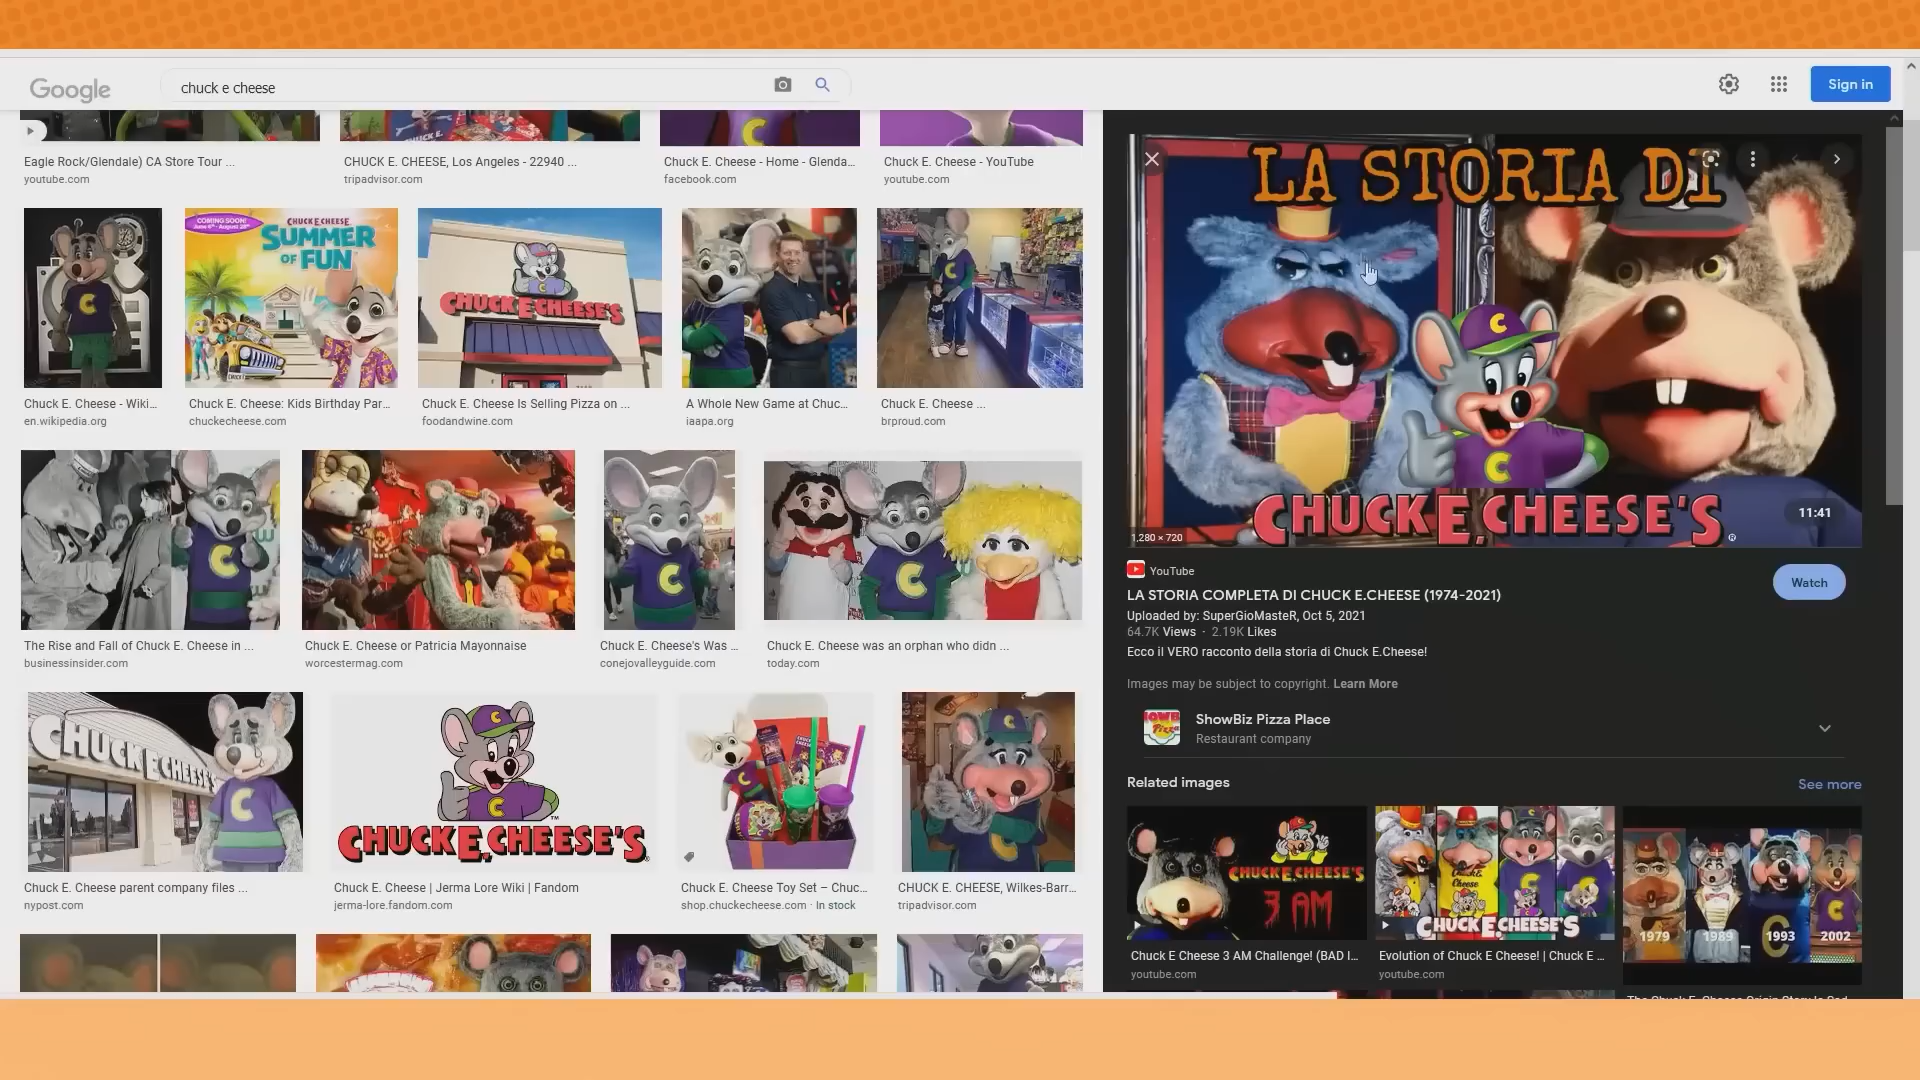 Google
chuck e cheese
Sign in
Eagle Rock/Glendale) CA Store Tour ...
youtube.com
CHUCK E. CHEESE, Los Angeles - 22940 ...
tripadvisor.com
Chuck E. Cheese - Home - Glenda...
facebook.com
Chuck E. Cheese - YouTube
youtube.com
COMING SOON!
CHUCK E. CHEESE
SUMMER
OF FUN
CHUCK E. CHEESE'S
Chuck E. Cheese - Wiki...
en.wikipedia.org
Chuck E. Cheese: Kids Birthday Par...
chuckecheese.com
Chuck E. Cheese Is Selling Pizza on ...
foodandwine.com
A Whole New Game at Chuc...
iaapa.org
Chuck E. Cheese ...
brproud.com
The Rise and Fall of Chuck E. Cheese in ...
businessinsider.com
Chuck E. Cheese or Patricia Mayonnaise
worcestermag.com
Chuck E. Cheese's Was ...
conejovalleyguide.com
Chuck E. Cheese was an orphan who didn ...
today.com
CHUCK E CHEESE'S
CHUCK E. CHEESE'S
Chuck E. Cheese parent company files ...
nypost.com
Chuck E. Cheese | Jerma Lore Wiki | Fandom
jerma-lore.fandom.com
Chuck E. Cheese Toy Set – Chuc...
shop.chuckecheese.com · In stock
CHUCK E. CHEESE, Wilkes-Barr...
tripadvisor.com
LA STORIA DI
CHUCK E. CHEESE'S
11:41
1,280 × 720
YouTube
LA STORIA COMPLETA DI CHUCK E.CHEESE (1974-2021)
Watch
Uploaded by: SuperGioMasteR, Oct 5, 2021
64.7K Views · 2.19K Likes
Ecco il VERO racconto della storia di Chuck E.Cheese!
Images may be subject to copyright. Learn More
ShowBiz Pizza Place
Restaurant company
Related images
See more
CHUCK E. CHEESE'S
3 AM
CHUCK E. CHEESE'S
1979
1989
1993
2002
Chuck E Cheese 3 AM Challenge! (BAD I...
youtube.com
Evolution of Chuck E Cheese! | Chuck E ...
youtube.com